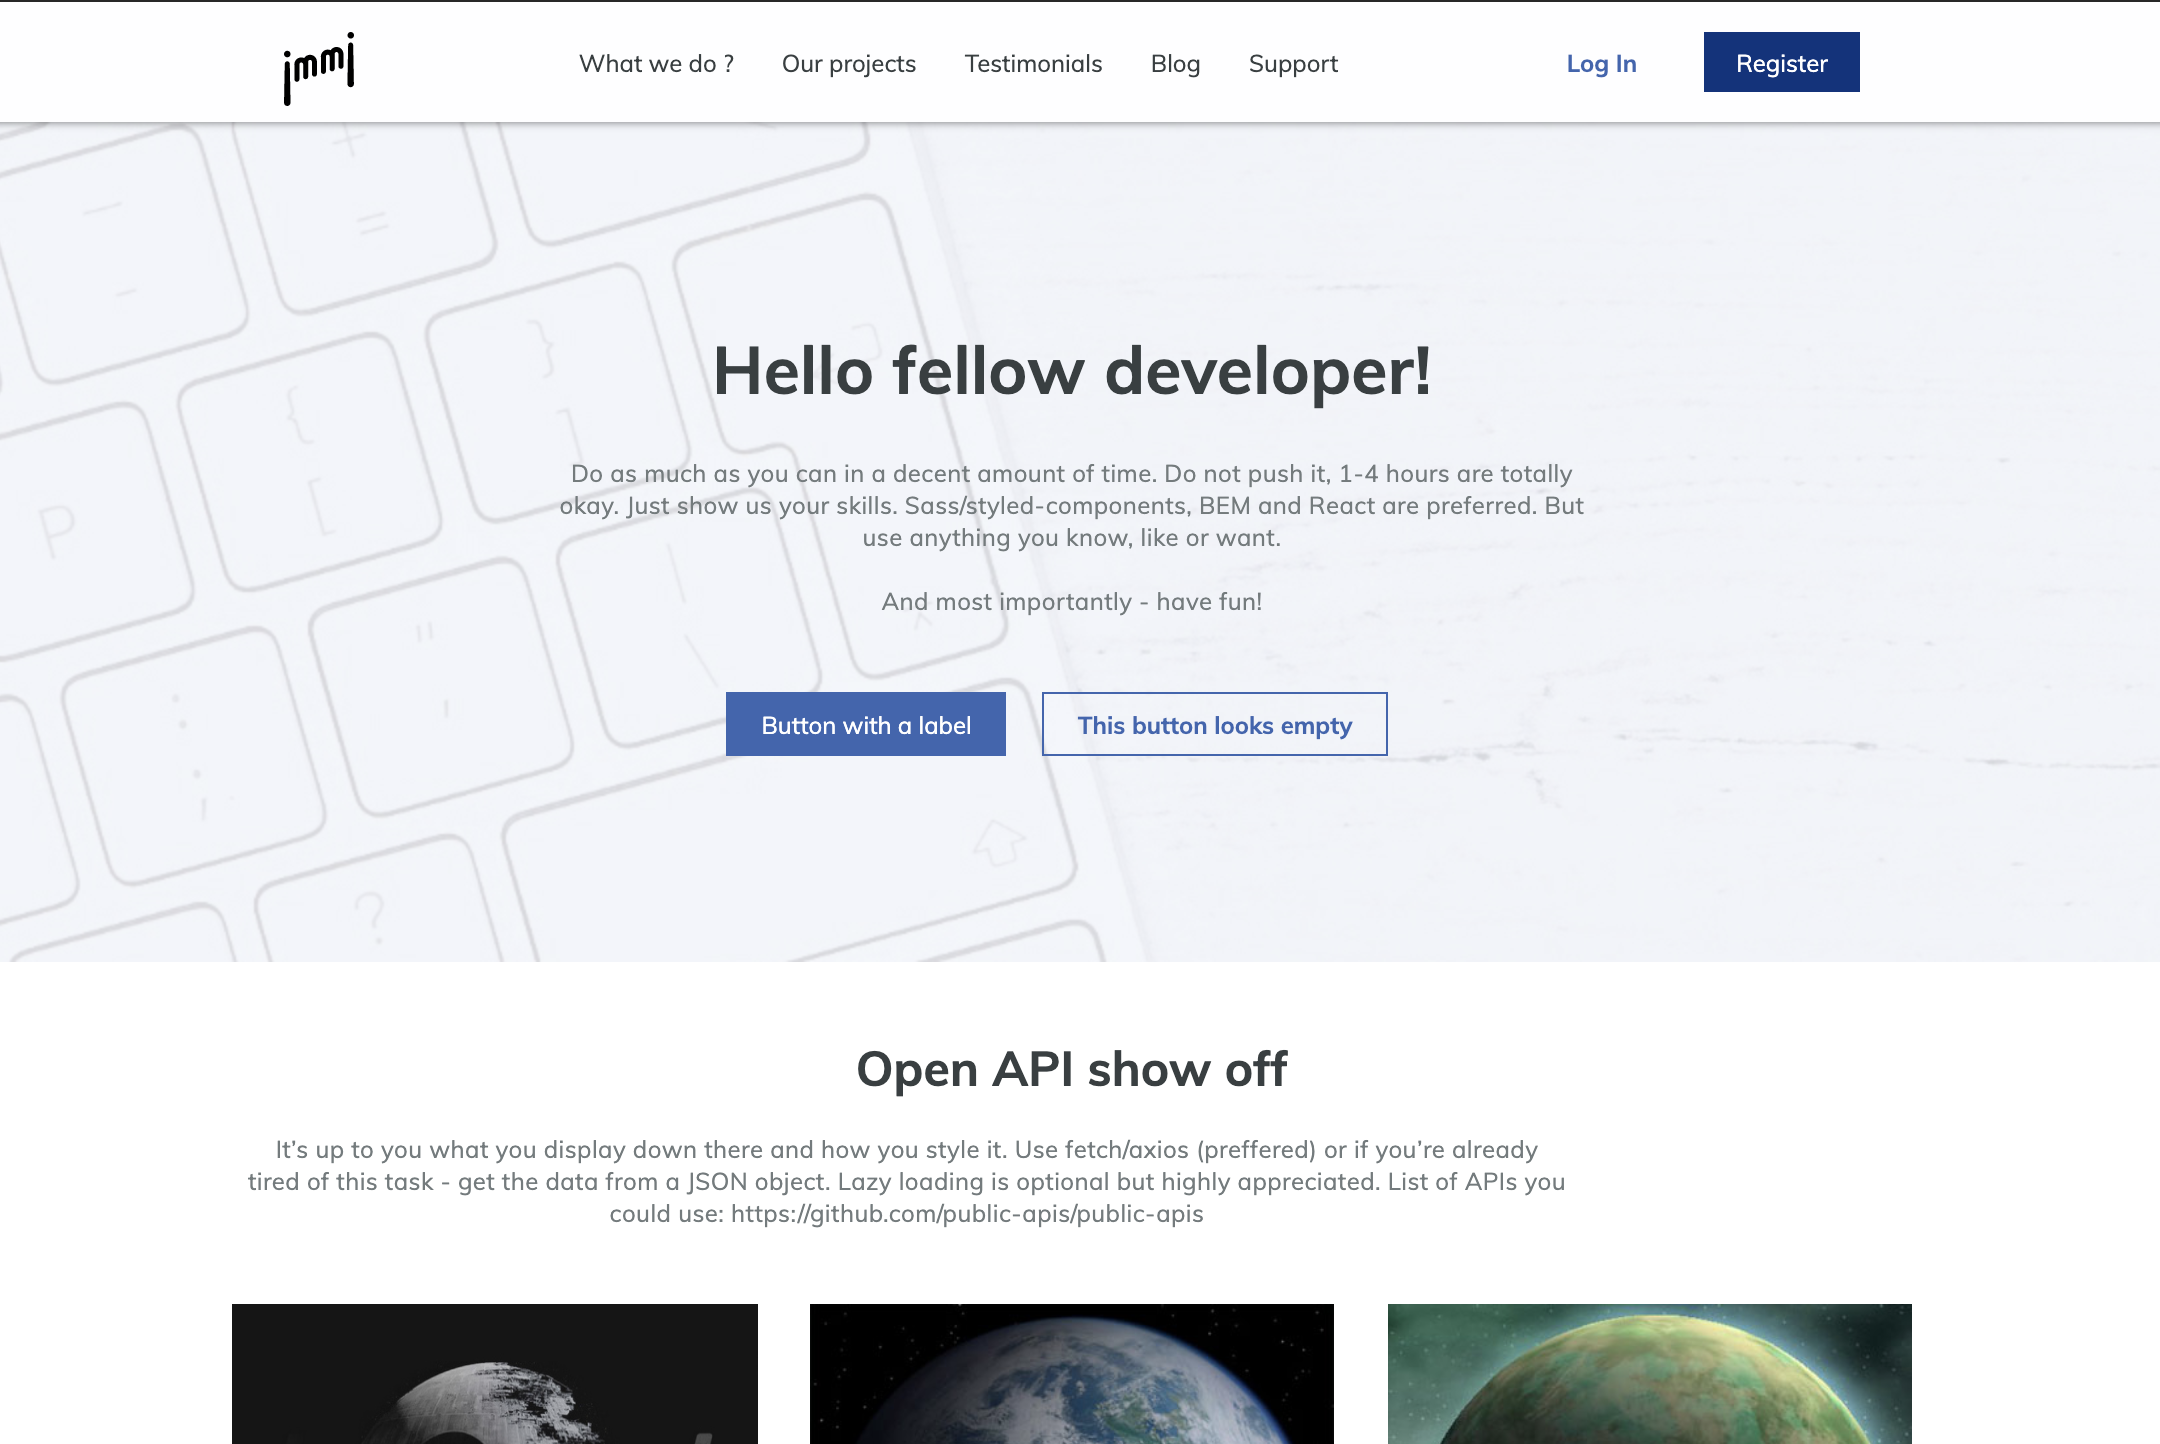 jmmj
What we do ? Our projects Testimonials Blog Support Log In Register
Hello fellow developer!
Do as much as you can in a decent amount of time. Do not push it, 1-4 hours are totally
okay. Just show us your skills. Sass/styled-components, BEM and React are preferred. But
use anything you know, like or want.
And most importantly - have fun!
Button with a label This button looks empty
Open API show off
It’s up to you what you display down there and how you style it. Use fetch/axios (preffered) or if you’re already
tired of this task - get the data from a JSON object. Lazy loading is optional but highly appreciated. List of APIs you
could use: https://github.com/public-apis/public-apis